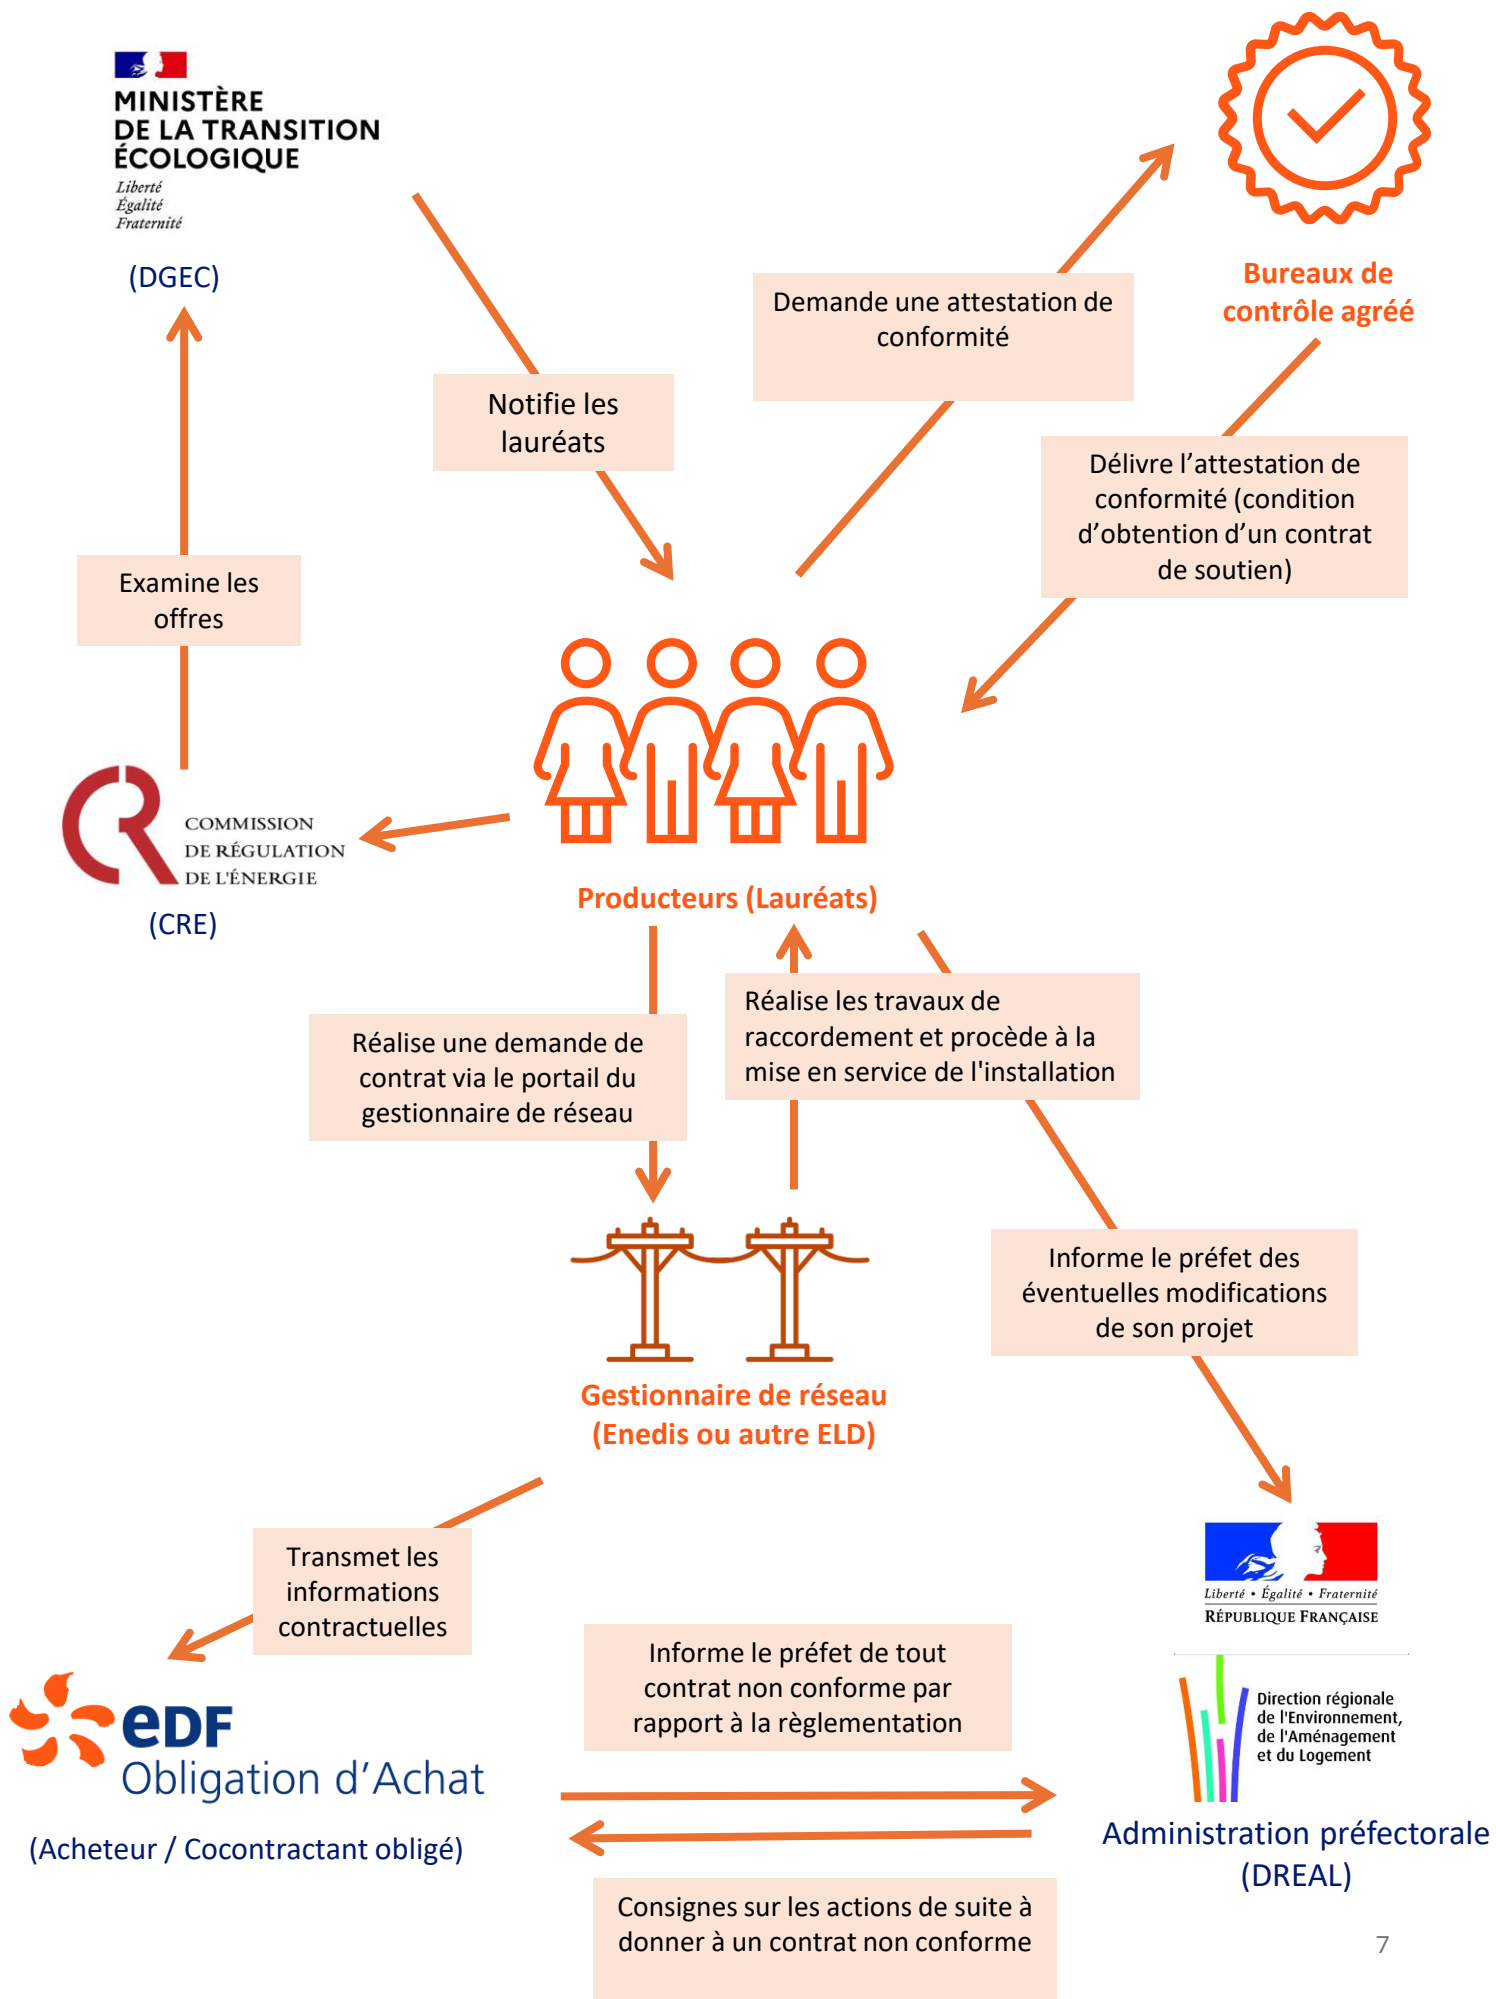 MINISTÈRE
DE LA TRANSITION
ÉCOLOGIQUE
Liberté
Égalité
Fraternité
(DGEC)
Bureaux de
contrôle agréé
Demande une attestation de
conformité
Notifie les
lauréats
Délivre l’attestation de
conformité (condition
d’obtention d’un contrat
de soutien)
Examine les
offres
CR
COMMISSION
DE RÉGULATION
DE L'ÉNERGIE
(CRE)
Producteurs (Lauréats)
Réalise les travaux de
raccordement et procède à la
mise en service de l'installation
Réalise une demande de
contrat via le portail du
gestionnaire de réseau
Informe le préfet des
éventuelles modifications
de son projet
Gestionnaire de réseau
(Enedis ou autre ELD)
Transmet les
informations
contractuelles
Liberté • Égalité • Fraternité
RÉPUBLIQUE FRANÇAISE
Informe le préfet de tout
contrat non conforme par
rapport à la règlementation
eDF
Obligation d’Achat
(Acheteur / Cocontractant obligé)
Direction régionale
de l'Environnement,
de l'Aménagement
et du Logement
Administration préfectorale
(DREAL)
Consignes sur les actions de suite à
donner à un contrat non conforme
7